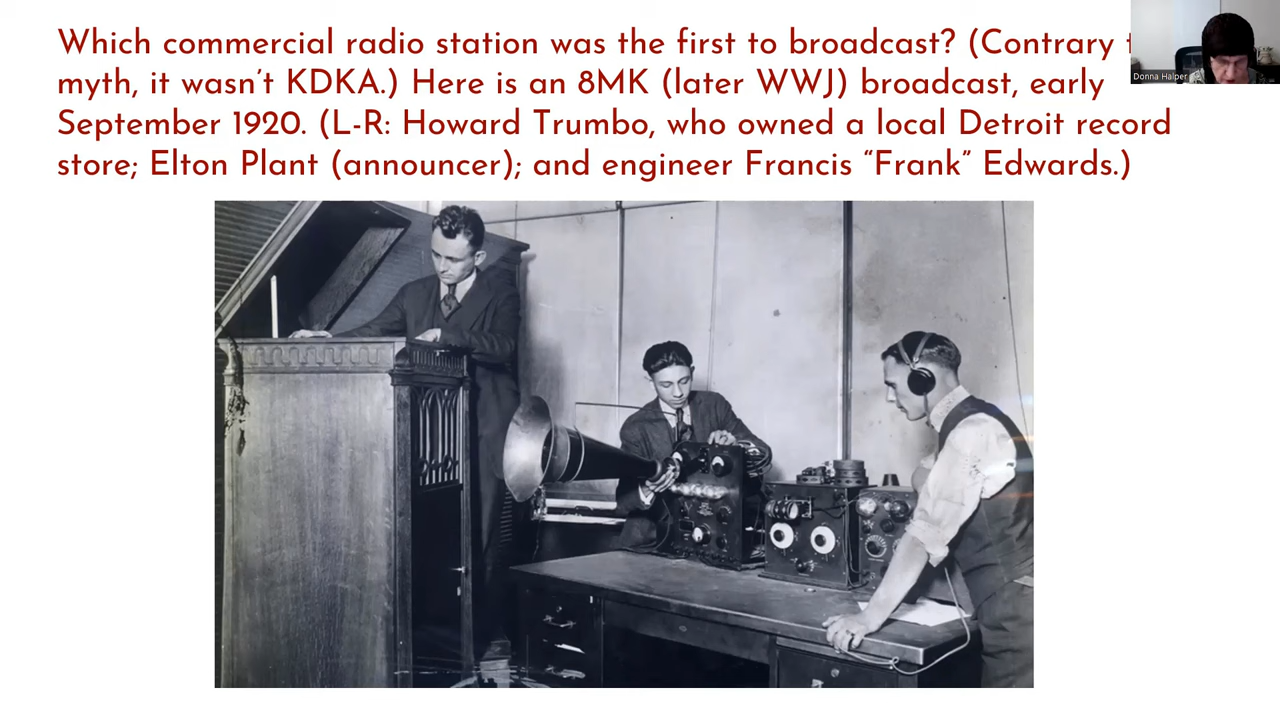 Which commercial radio station was the first to broadcast? (Contrary
myth, it wasn't KDKA.) Here is an 8MK (later WWJ) broadcast, early
September 1920. (L-R: Howard Trumbo, who owned a local Detroit record
store; Elton Plant (announcer); and engineer Francis “Frank” Edwards.)
Donna Halper